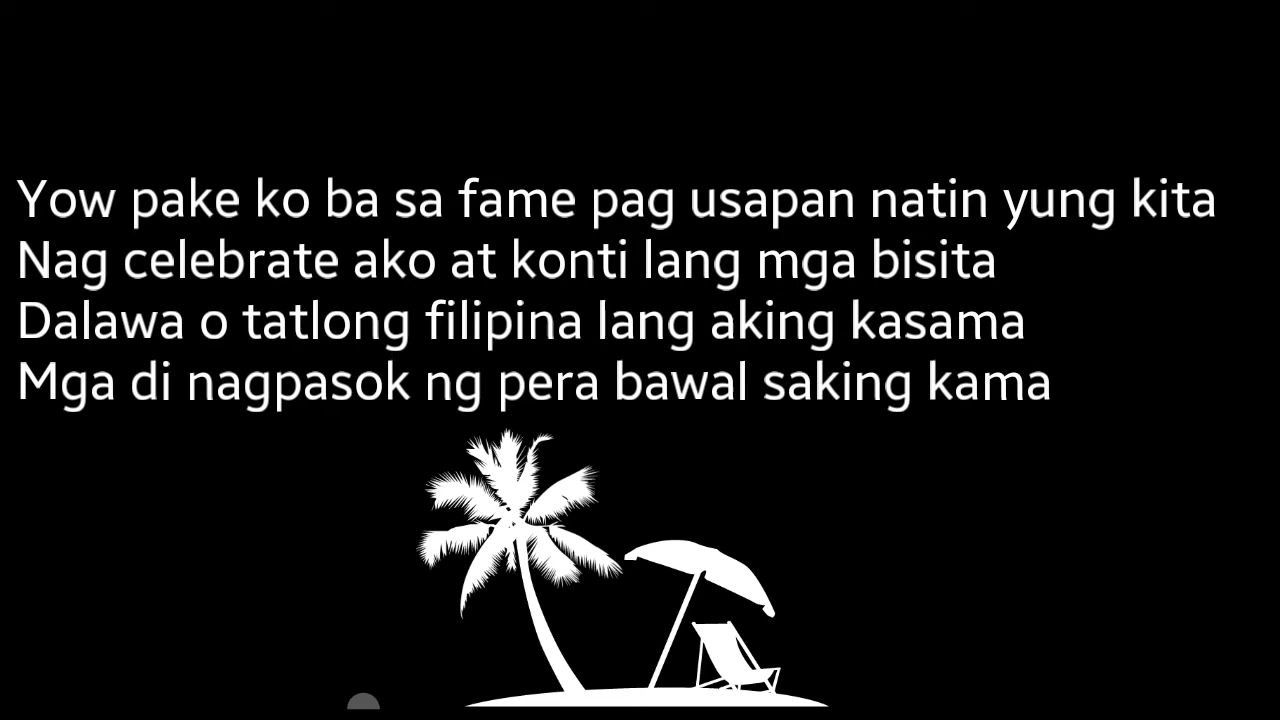 Yow pake ko ba sa fame pag usapan natin yung kita
Nag celebrate ako at konti lang mga bisita
Dalawa o tatlong filipina lang aking kasama
Mga di nagpasok ng pera bawal saking kama